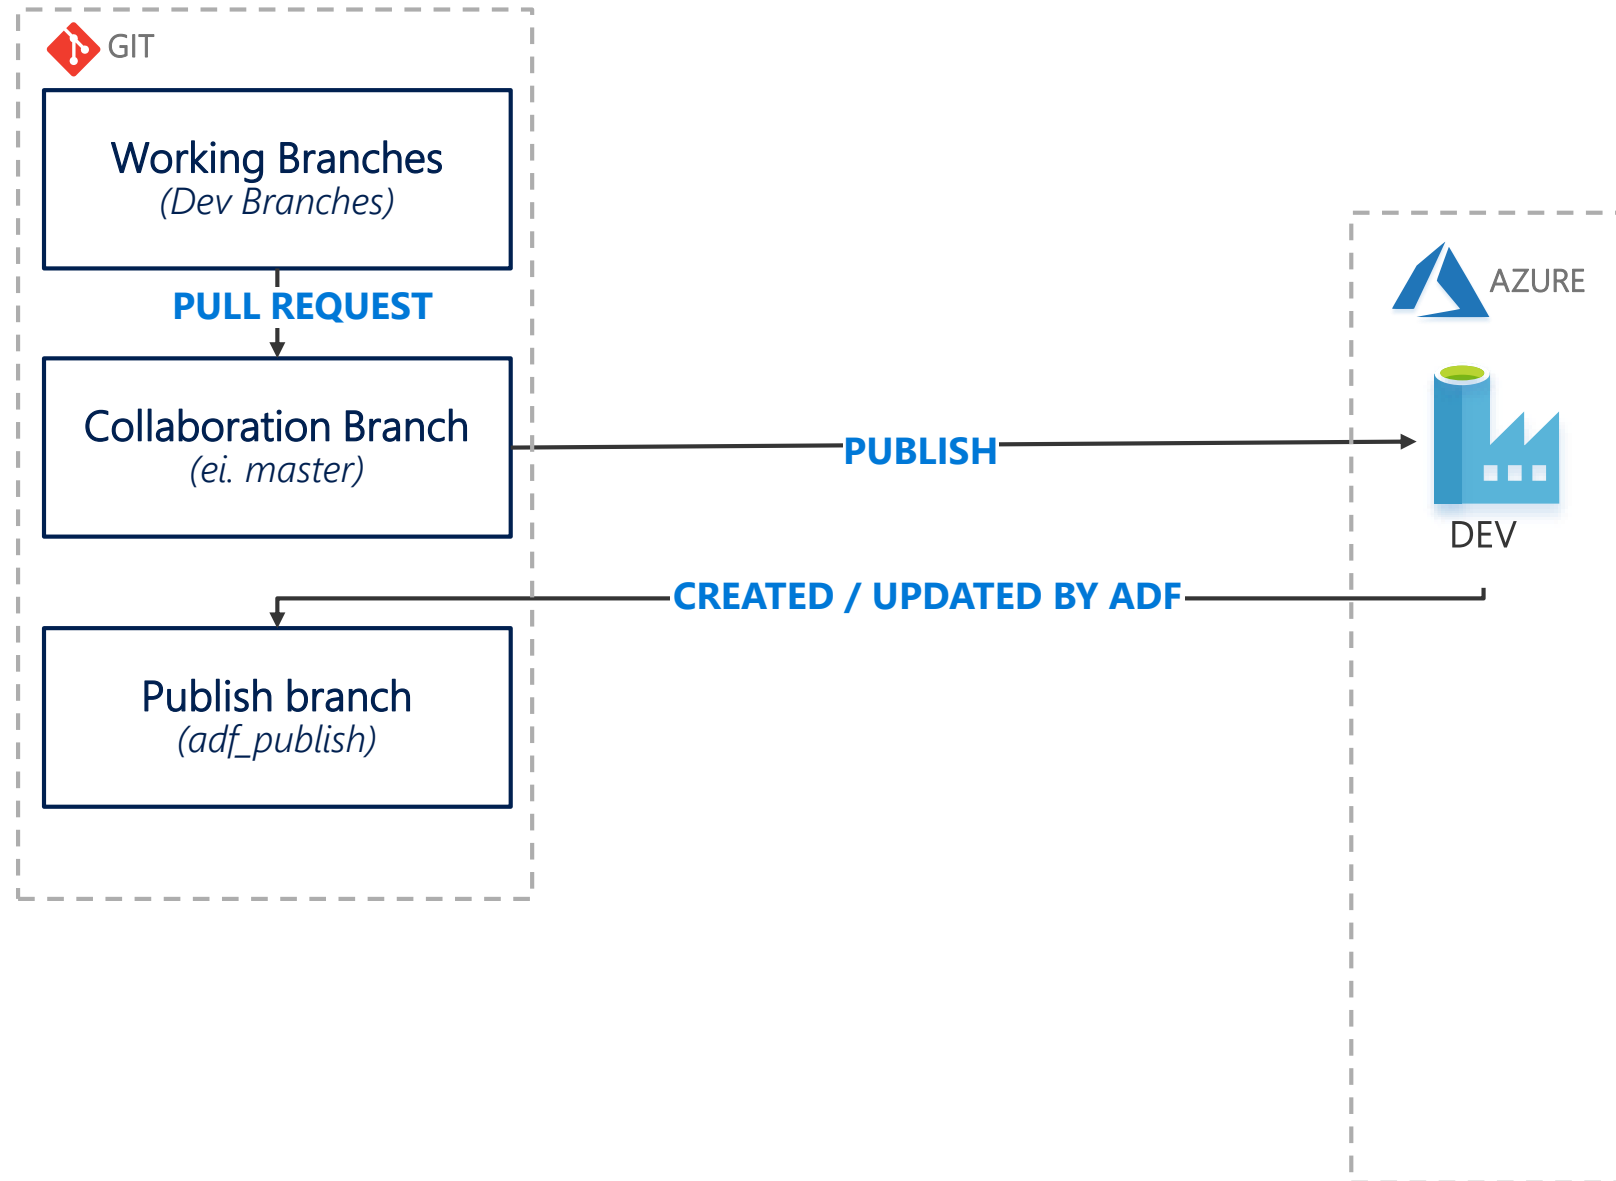 GIT
Working Branches
(Dev Branches)
PULL REQUEST
Collaboration Branch
(ei. master)
PUBLISH
AZURE
DEV
CREATED / UPDATED BY ADF
Publish branch
(adf_publish)